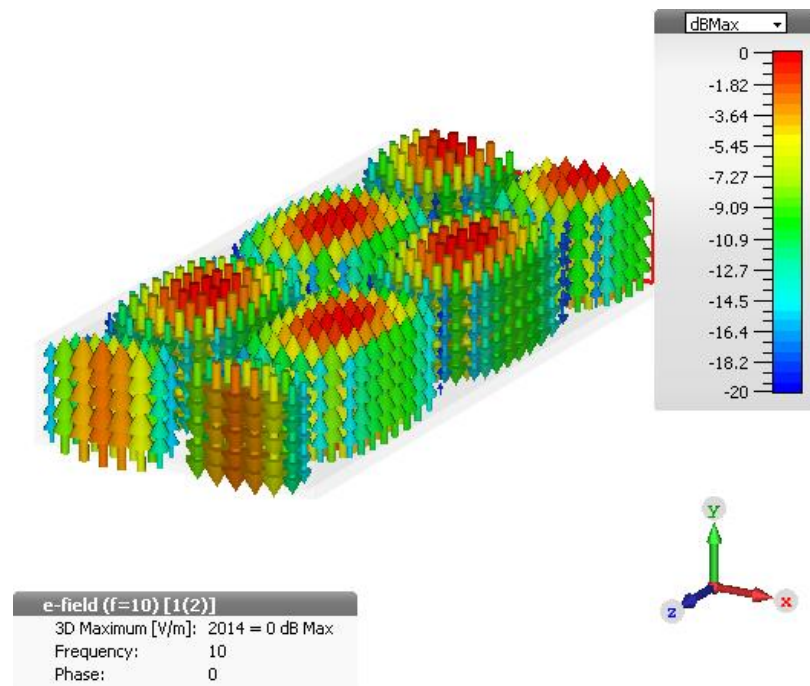 dBMax
0
-1.82
-3.64
-5.45
-7.27
-9.09
-10.9
-12.7
-14.5
-16.4
-18.2
-20
Y
z
x
e-field (f=10) [1(2)]
3D Maximum [V/m]: 2014 = 0 dB Max
Frequency: 10
Phase: 0